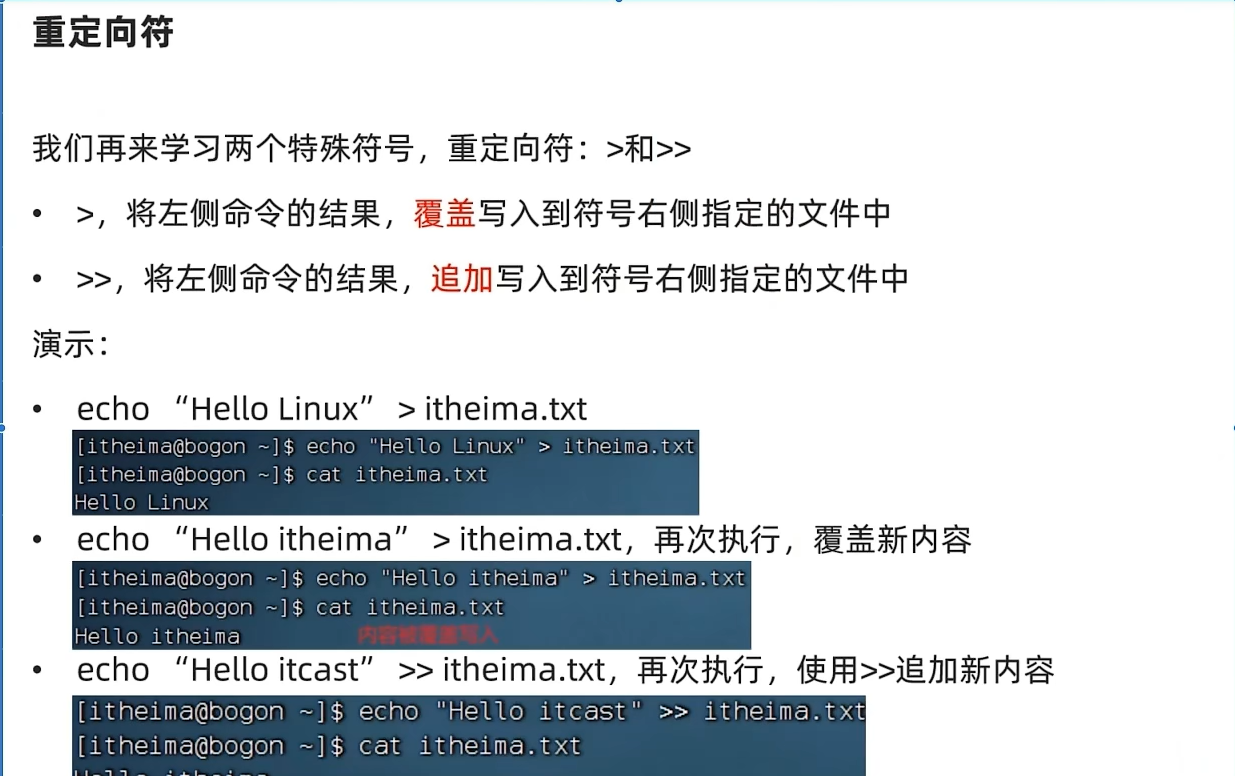 重定向符
我们再来学习两个特殊符号，重定向符：>和>>
• >，将左侧命令的结果，覆盖写入到符号右侧指定的文件中
• >>，将左侧命令的结果，追加写入到符号右侧指定的文件中
演示：
• echo “Hello Linux” > itheima.txt
[itheima@bogon ~]$ echo "Hello Linux" > itheima.txt
[itheima@bogon ~]$ cat itheima.txt
Hello Linux
• echo “Hello itheima” > itheima.txt，再次执行，覆盖新内容
[itheima@bogon ~]$ echo "Hello itheima" > itheima.txt
[itheima@bogon ~]$ cat itheima.txt
Hello itheima 内容被覆盖写入
• echo “Hello itcast” >> itheima.txt，再次执行，使用>>追加新内容
[itheima@bogon ~]$ echo "Hello itcast" >> itheima.txt
[itheima@bogon ~]$ cat itheima.txt
Hello itheima